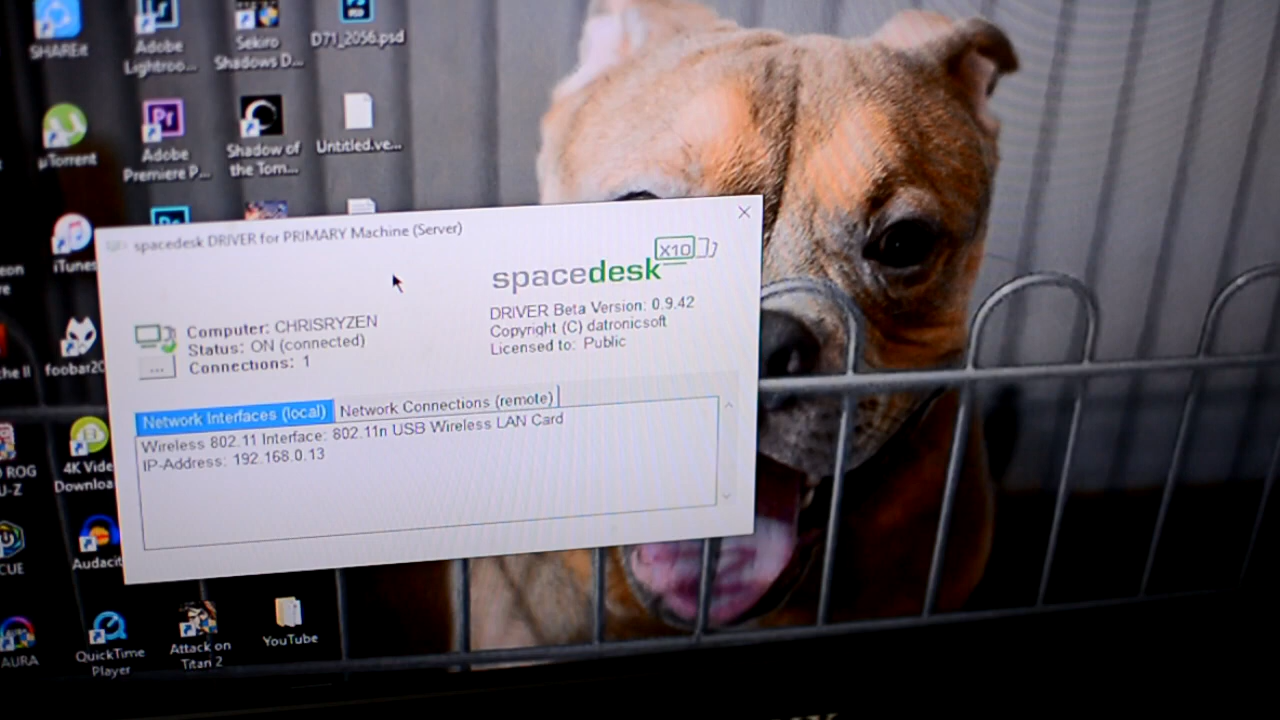 SHAREit
Adobe
Lightroo...
Sekiro
Shadows D...
D71_2056.psd
µTorrent
Adobe
Premiere P...
Shadow of
the Tom...
Untitled.ve...
iTunes
spacedesk DRIVER for PRIMARY Machine (Server)
spacedesk X10
DRIVER Beta Version: 0.9.42
Copyright (C) datronicsoft
Licensed to: Public
Computer: CHRISRYZEN
Status: ON (connected)
Connections: 1
...
Network Interfaces (local)
Network Connections (remote)
Wireless 802.11 Interface: 802.11n USB Wireless LAN Card
IP-Address: 192.168.0.13
foobar20
ROG
4K Vide
Downloa
CUE
Audacit
AURA
QuickTime
Player
Attack on
Titan 2
YouTube